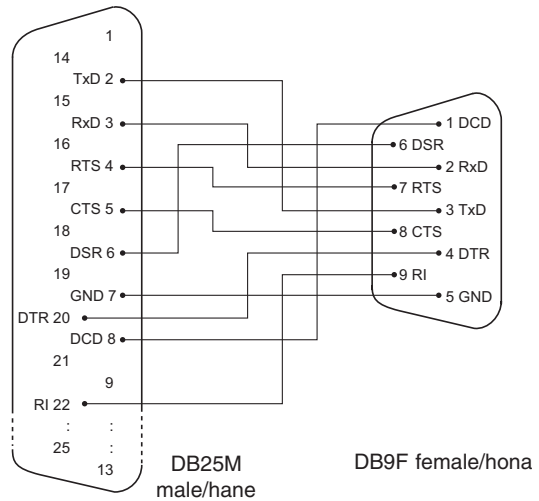 1
14
TxD 2
15
RxD 3
16
RTS 4
17
CTS 5
18
DSR 6
19
GND 7
DTR 20
DCD 8
21
9
RI 22
: :
25 :
13
DB25M
male/hane
1 DCD
6 DSR
2 RxD
7 RTS
3 TxD
8 CTS
4 DTR
9 RI
5 GND
DB9F female/hona